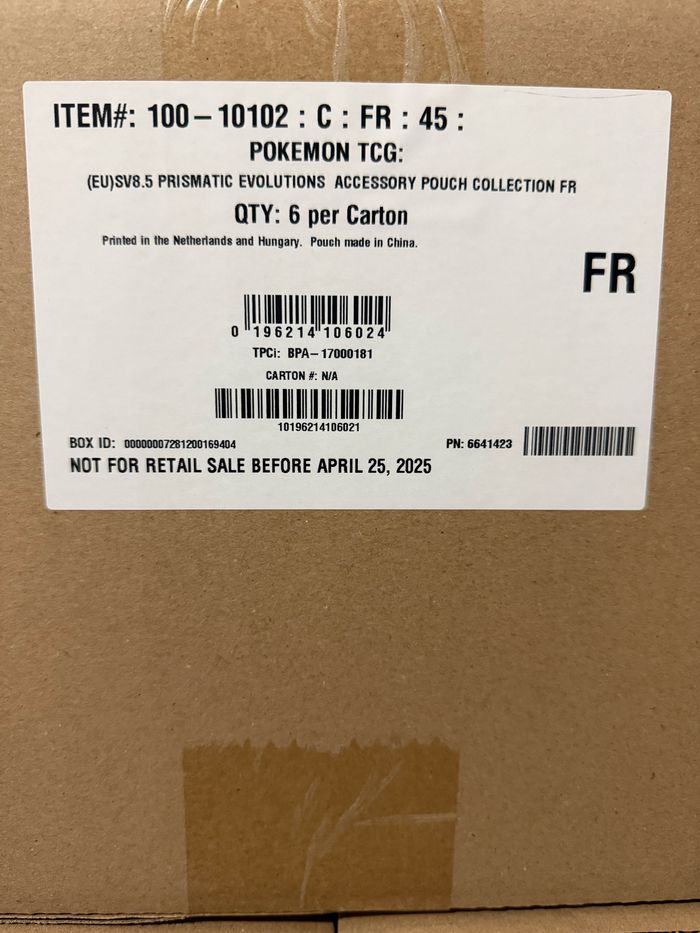 ITEM#: 100-10102 : C : FR : 45 :
POKEMON TCG:
(EU)SV8.5 PRISMATIC EVOLUTIONS ACCESSORY POUCH COLLECTION FR
QTY: 6 per Carton
Printed in the Netherlands and Hungary. Pouch made in China.
FR
0 196214 106024
TPCi: BPA-17000181
CARTON #: N/A
10196214106021
BOX ID: 00000007281200169404
PN: 6641423
NOT FOR RETAIL SALE BEFORE APRIL 25, 2025